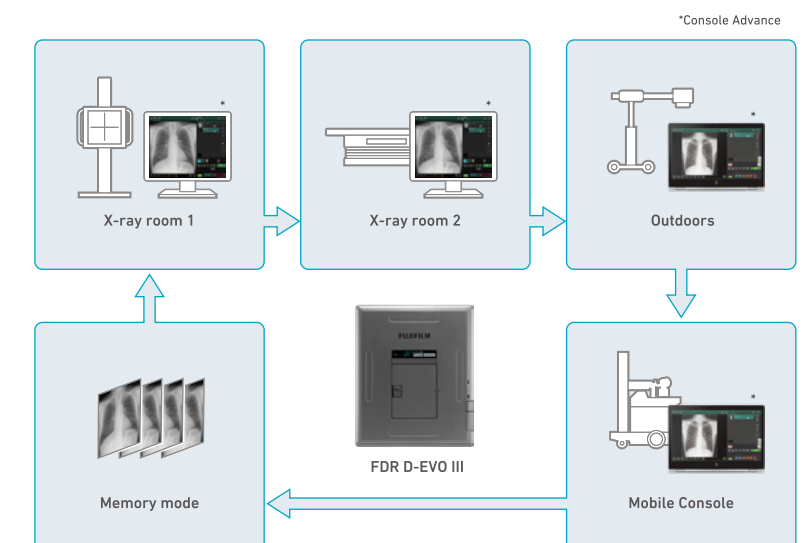 *Console Advance
*
*
*
X-ray room 1
X-ray room 2
Outdoors
FUJIFILM
*
FDR D-EVO III
Memory mode
Mobile Console